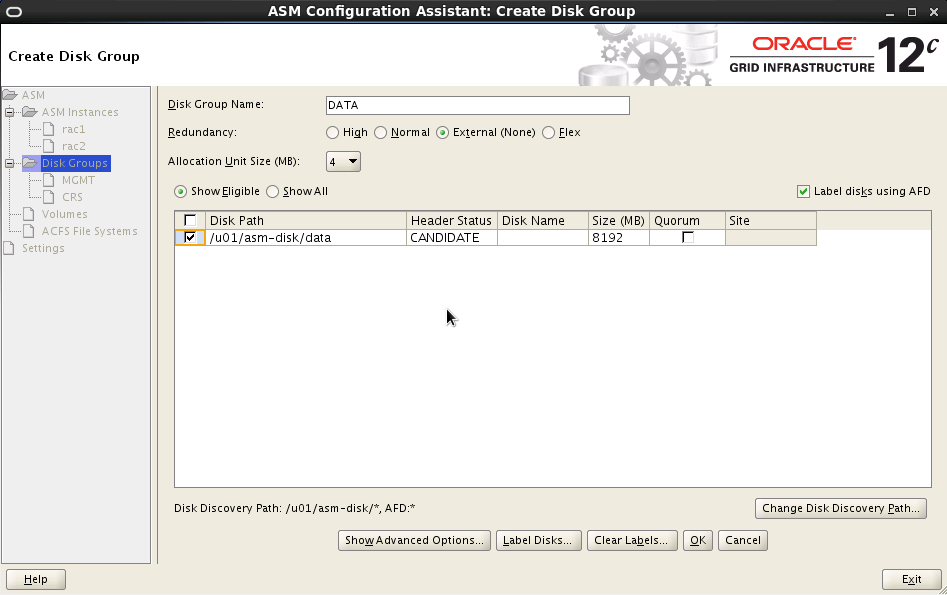 ASM Configuration Assistant: Create Disk Group
Create Disk Group
ORACLE
GRID INFRASTRUCTURE
12c
ASM
ASM Instances
rac1
rac2
Disk Groups
MGMT
CRS
Volumes
ACFS File Systems
Settings
Disk Group Name: DATA
Redundancy: High Normal External (None) Flex
Allocation Unit Size (MB): 4
Show Eligible Show All Label disks using AFD
Disk Path Header Status Disk Name Size (MB) Quorum Site
/u01/asm-disk/data CANDIDATE 8192
Disk Discovery Path: /u01/asm-disk/*, AFD:* Change Disk Discovery Path...
Show Advanced Options... Label Disks... Clear Labels... OK Cancel
Help Exit